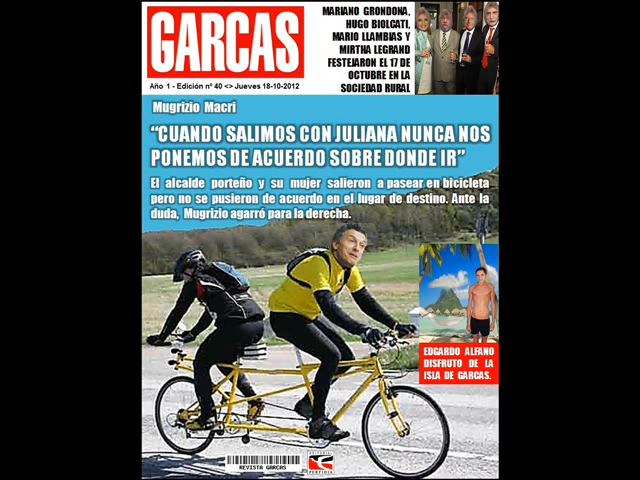 GARCAS
Año 1 - Edición nº 40 <> Jueves 18-10-2012
MARIANO GRONDONA,
HUGO BIOLCATI,
MARIO LLAMBIAS Y
MIRTHA LEGRAND
FESTEJARON EL 17 DE
OCTUBRE EN LA
SOCIEDAD RURAL
Mugrizio Macri
“CUANDO SALIMOS CON JULIANA NUNCA NOS
PONEMOS DE ACUERDO SOBRE DONDE IR”
El alcalde porteño y su mujer salieron a pasear en bicicleta
pero no se pusieron de acuerdo en el lugar de destino. Ante la
duda, Mugrizio agarró para la derecha.
EDGARDO ALFANO
DISFRUTO DE LA
ISLA DE GARCAS.
REVISTA GARCAS
EDITORIAL
PERFIDIA